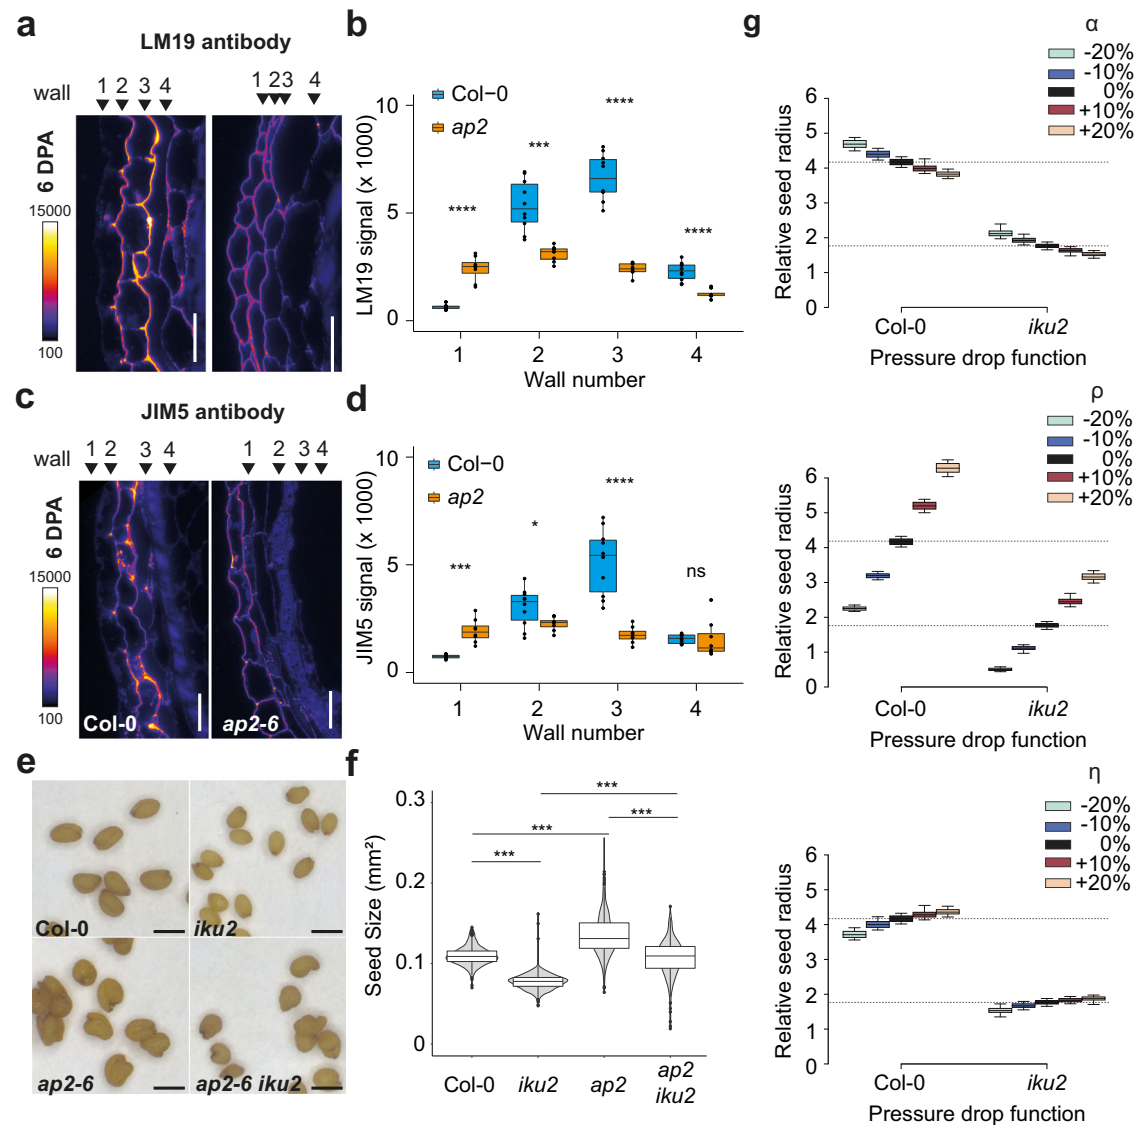 a
LM19 antibody
wall
1 2 3 4
1 2 3 4
6 DPA
15000
100
b
Col−0
ap2
LM19 signal (x 1000)
10
5
0
****
***
****
****
1 2 3 4
Wall number
c
JIM5 antibody
wall
1 2 3 4
1 2 3 4
6 DPA
15000
100
Col-0
ap2-6
d
Col−0
ap2
JIM5 signal (x 1000)
10
5
0
***
*
****
ns
1 2 3 4
Wall number
e
Col-0
iku2
ap2-6
ap2-6 iku2
f
Seed Size (mm²)
0.3
0.2
0.1
0
***
***
***
***
Col-0 iku2 ap2 ap2
iku2
g
α
-20%
-10%
0%
+10%
+20%
Relative seed radius
6
5
4
3
2
1
0
Col-0 iku2
Pressure drop function
ρ
-20%
-10%
0%
+10%
+20%
Relative seed radius
6
5
4
3
2
1
0
Col-0 iku2
Pressure drop function
η
-20%
-10%
0%
+10%
+20%
Relative seed radius
6
5
4
3
2
1
0
Col-0 iku2
Pressure drop function